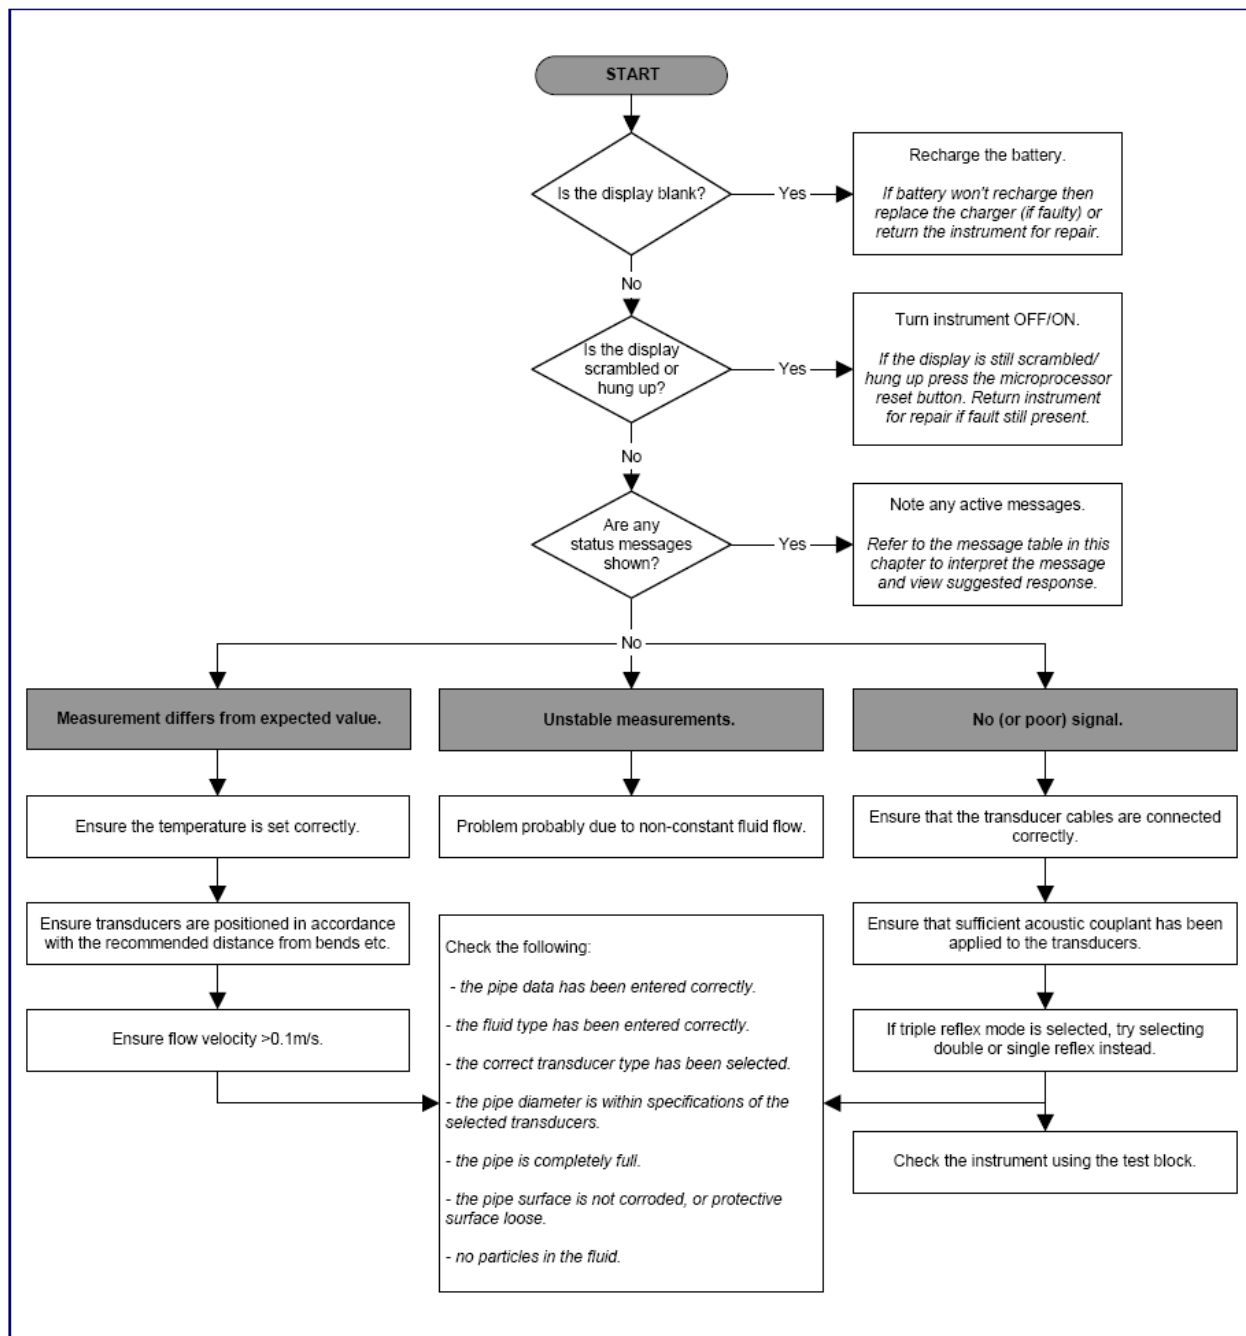 START
Is the display blank?
Yes
Recharge the battery.
If battery won't recharge then
replace the charger (if faulty) or
return the instrument for repair.
No
Is the display
scrambled or
hung up?
Yes
Turn instrument OFF/ON.
If the display is still scrambled/
hung up press the microprocessor
reset button. Return instrument
for repair if fault still present.
No
Are any
status messages
shown?
Yes
Note any active messages.
Refer to the message table in this
chapter to interpret the message
and view suggested response.
No
Measurement differs from expected value.
Ensure the temperature is set correctly.
Ensure transducers are positioned in accordance
with the recommended distance from bends etc.
Ensure flow velocity >0.1m/s.
Unstable measurements.
Problem probably due to non-constant fluid flow.
Check the following:
- the pipe data has been entered correctly.
- the fluid type has been entered correctly.
- the correct transducer type has been selected.
- the pipe diameter is within specifications of the
selected transducers.
- the pipe is completely full.
- the pipe surface is not corroded, or protective
surface loose.
- no particles in the fluid.
No (or poor) signal.
Ensure that the transducer cables are connected
correctly.
Ensure that sufficient acoustic couplant has been
applied to the transducers.
If triple reflex mode is selected, try selecting
double or single reflex instead.
Check the instrument using the test block.